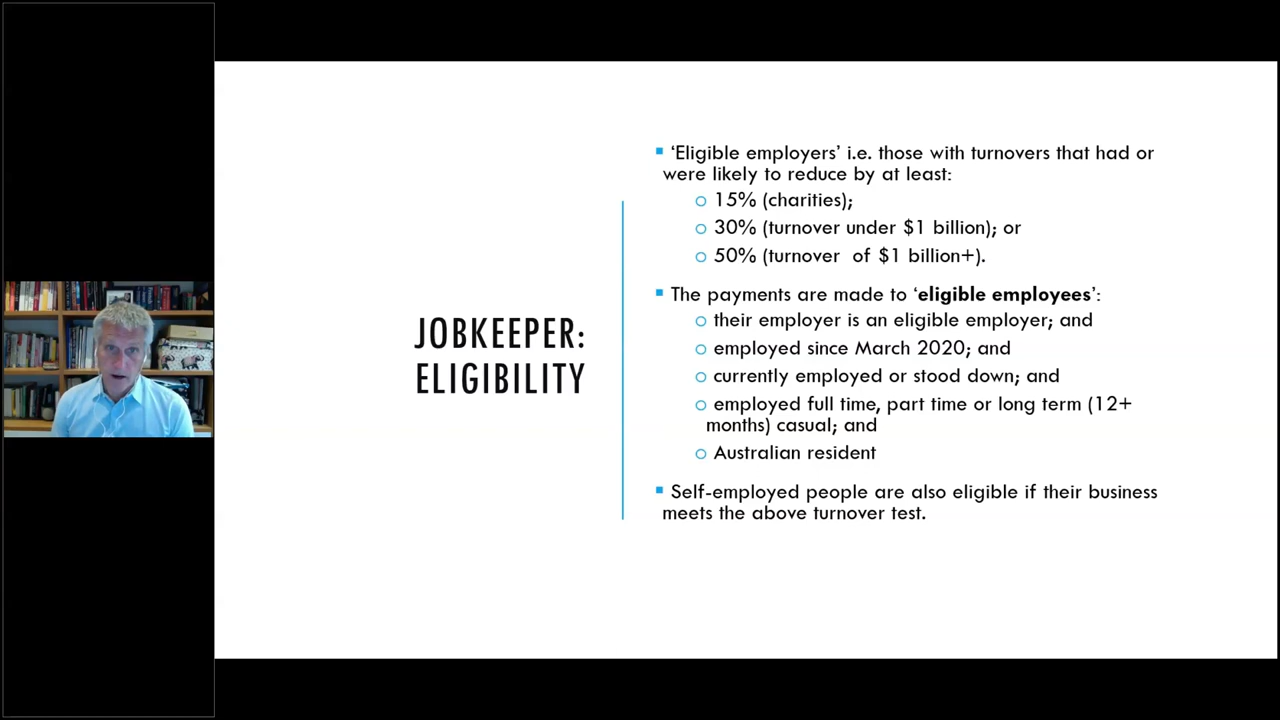 JOBKEEPER:
ELIGIBILITY
‘Eligible employers’ i.e. those with turnovers that had or
were likely to reduce by at least:
15% (charities);
30% (turnover under $1 billion); or
50% (turnover of $1 billion+).
The payments are made to ‘eligible employees’:
their employer is an eligible employer; and
employed since March 2020; and
currently employed or stood down; and
employed full time, part time or long term (12+
months) casual; and
Australian resident
Self-employed people are also eligible if their business
meets the above turnover test.